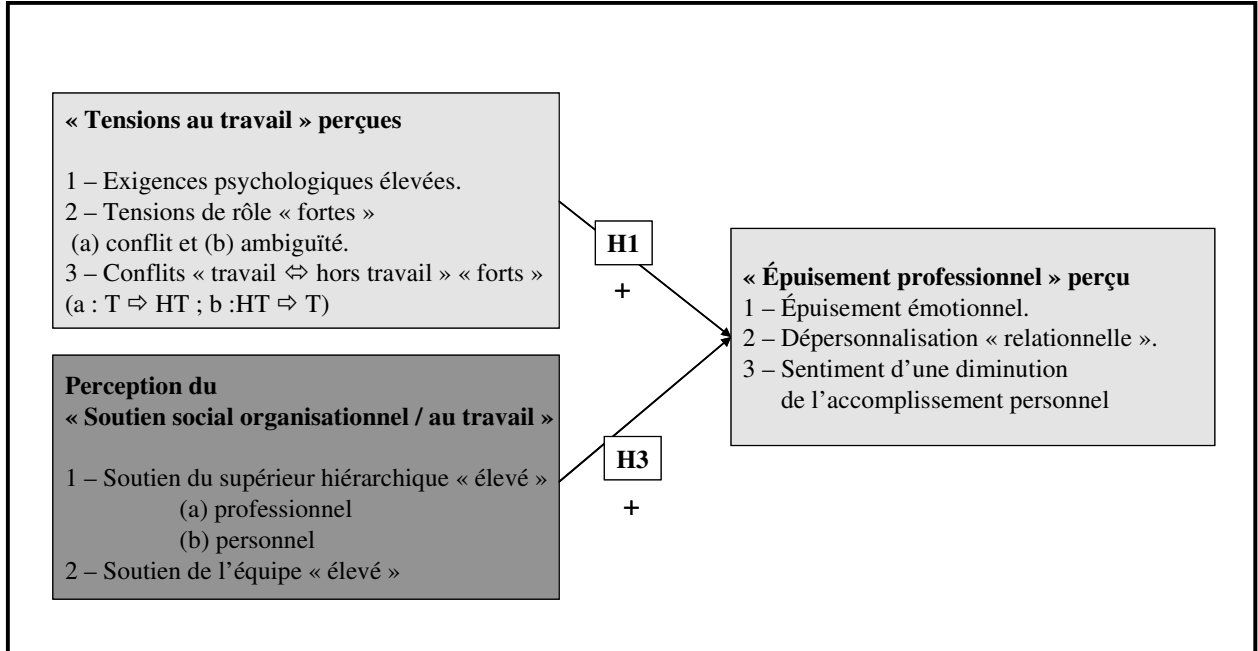 « Tensions au travail » perçues
1 – Exigences psychologiques élevées.
2 – Tensions de rôle « fortes »
(a) conflit et (b) ambiguïté.
3 – Conflits « travail ⇔ hors travail » « forts »
(a : T ⇨ HT ; b :HT ⇨ T)
H1
+
« Épuisement professionnel » perçu
1 – Épuisement émotionnel.
2 – Dépersonnalisation « relationnelle ».
3 – Sentiment d’une diminution
de l’accomplissement personnel
Perception du
« Soutien social organisationnel / au travail »
1 – Soutien du supérieur hiérarchique « élevé »
(a) professionnel
(b) personnel
2 – Soutien de l’équipe « élevé »
H3
+